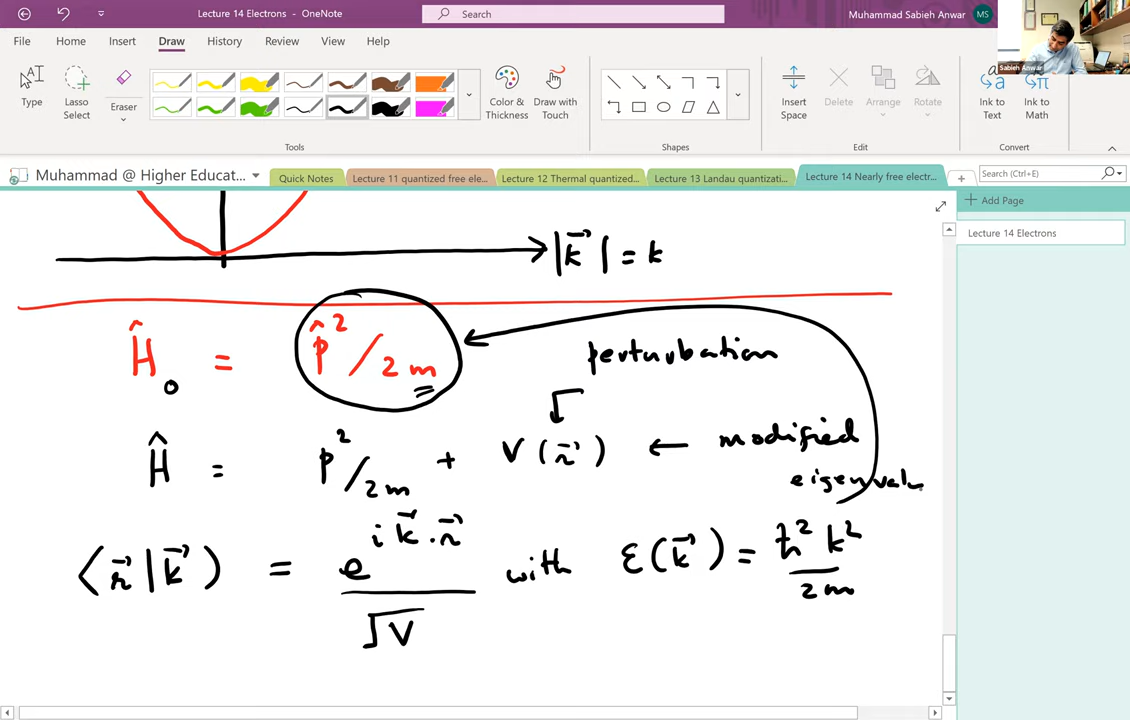 Lecture 14 Electrons - OneNote
Search
Muhammad Sabieh Anwar
MS
File Home Insert Draw History Review View Help
Sabieh Anwar
Type
Lasso Select
Eraser
Color & Thickness
Draw with Touch
Insert Space
Delete
Arrange
Rotate
Ink to Text
Ink to Math
Tools
Shapes
Edit
Convert
Muhammad @ Higher Educat...
Quick Notes
Lecture 11 quantized free ele...
Lecture 12 Thermal quantized...
Lecture 13 Landau quantizati...
Lecture 14 Nearly free electr...
Search (Ctrl+E)
Add Page
Lecture 14 Electrons
|k⃗| = k
Ĥ₀ = p̂²/2m
perturbation
Ĥ = p²/2m + V(r⃗) ← modified
eigenvalu
⟨r⃗|k⃗⟩ = e^{i k⃗·r⃗}/√V with ε(k⃗) = ħ²k²/2m